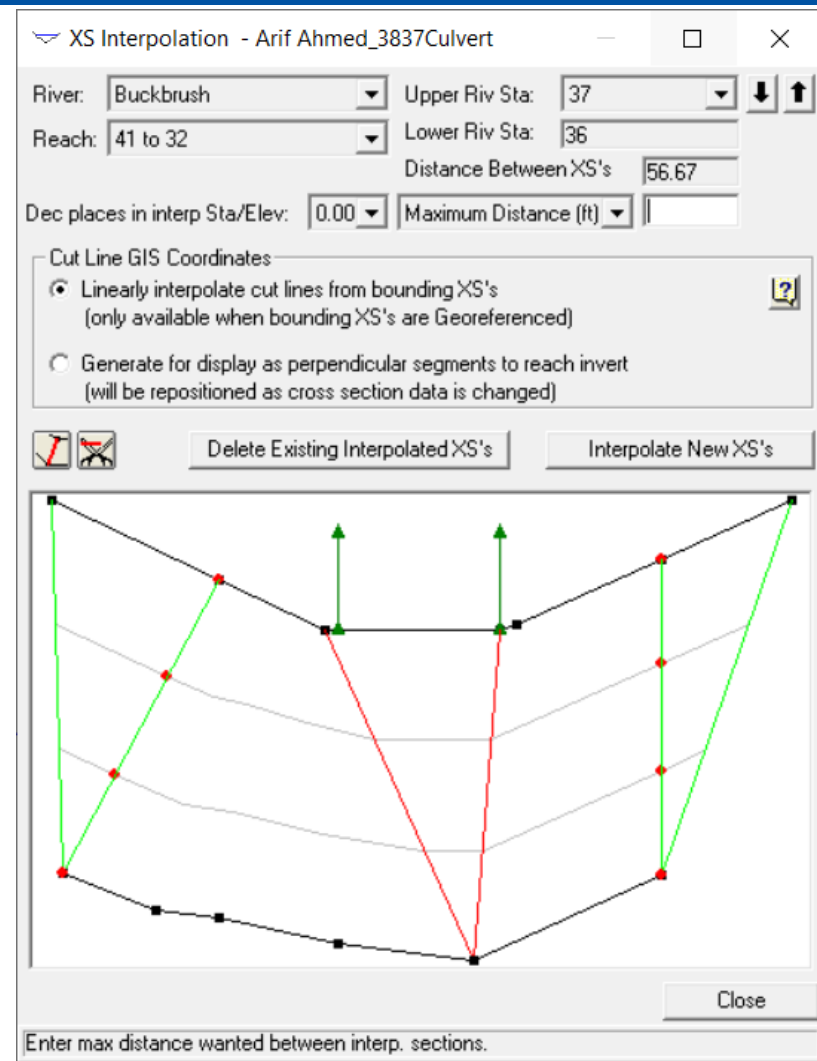 XS Interpolation - Arif Ahmed_3837Culvert
River: Buckbrush Upper Riv Sta: 37
Reach: 41 to 32 Lower Riv Sta: 36
Distance Between XS's 56.67
Dec places in interp Sta/Elev: 0.00 Maximum Distance (ft)
Cut Line GIS Coordinates
Linearly interpolate cut lines from bounding XS's
(only available when bounding XS's are Georeferenced)
Generate for display as perpendicular segments to reach invert
(will be repositioned as cross section data is changed)
Delete Existing Interpolated XS's Interpolate New XS's
Close
Enter max distance wanted between interp. sections.